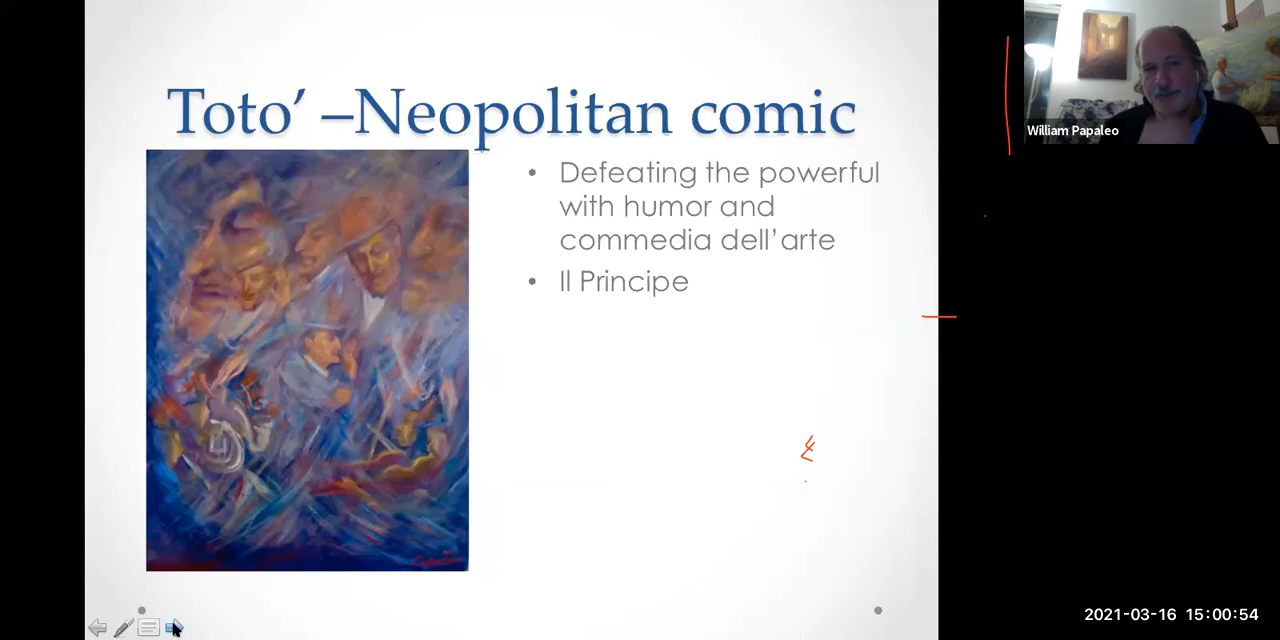 Toto’ –Neopolitan comic
• Defeating the powerful
with humor and
commedia dell’arte
• Il Principe
William Papaleo
2021-03-16 15:00:54